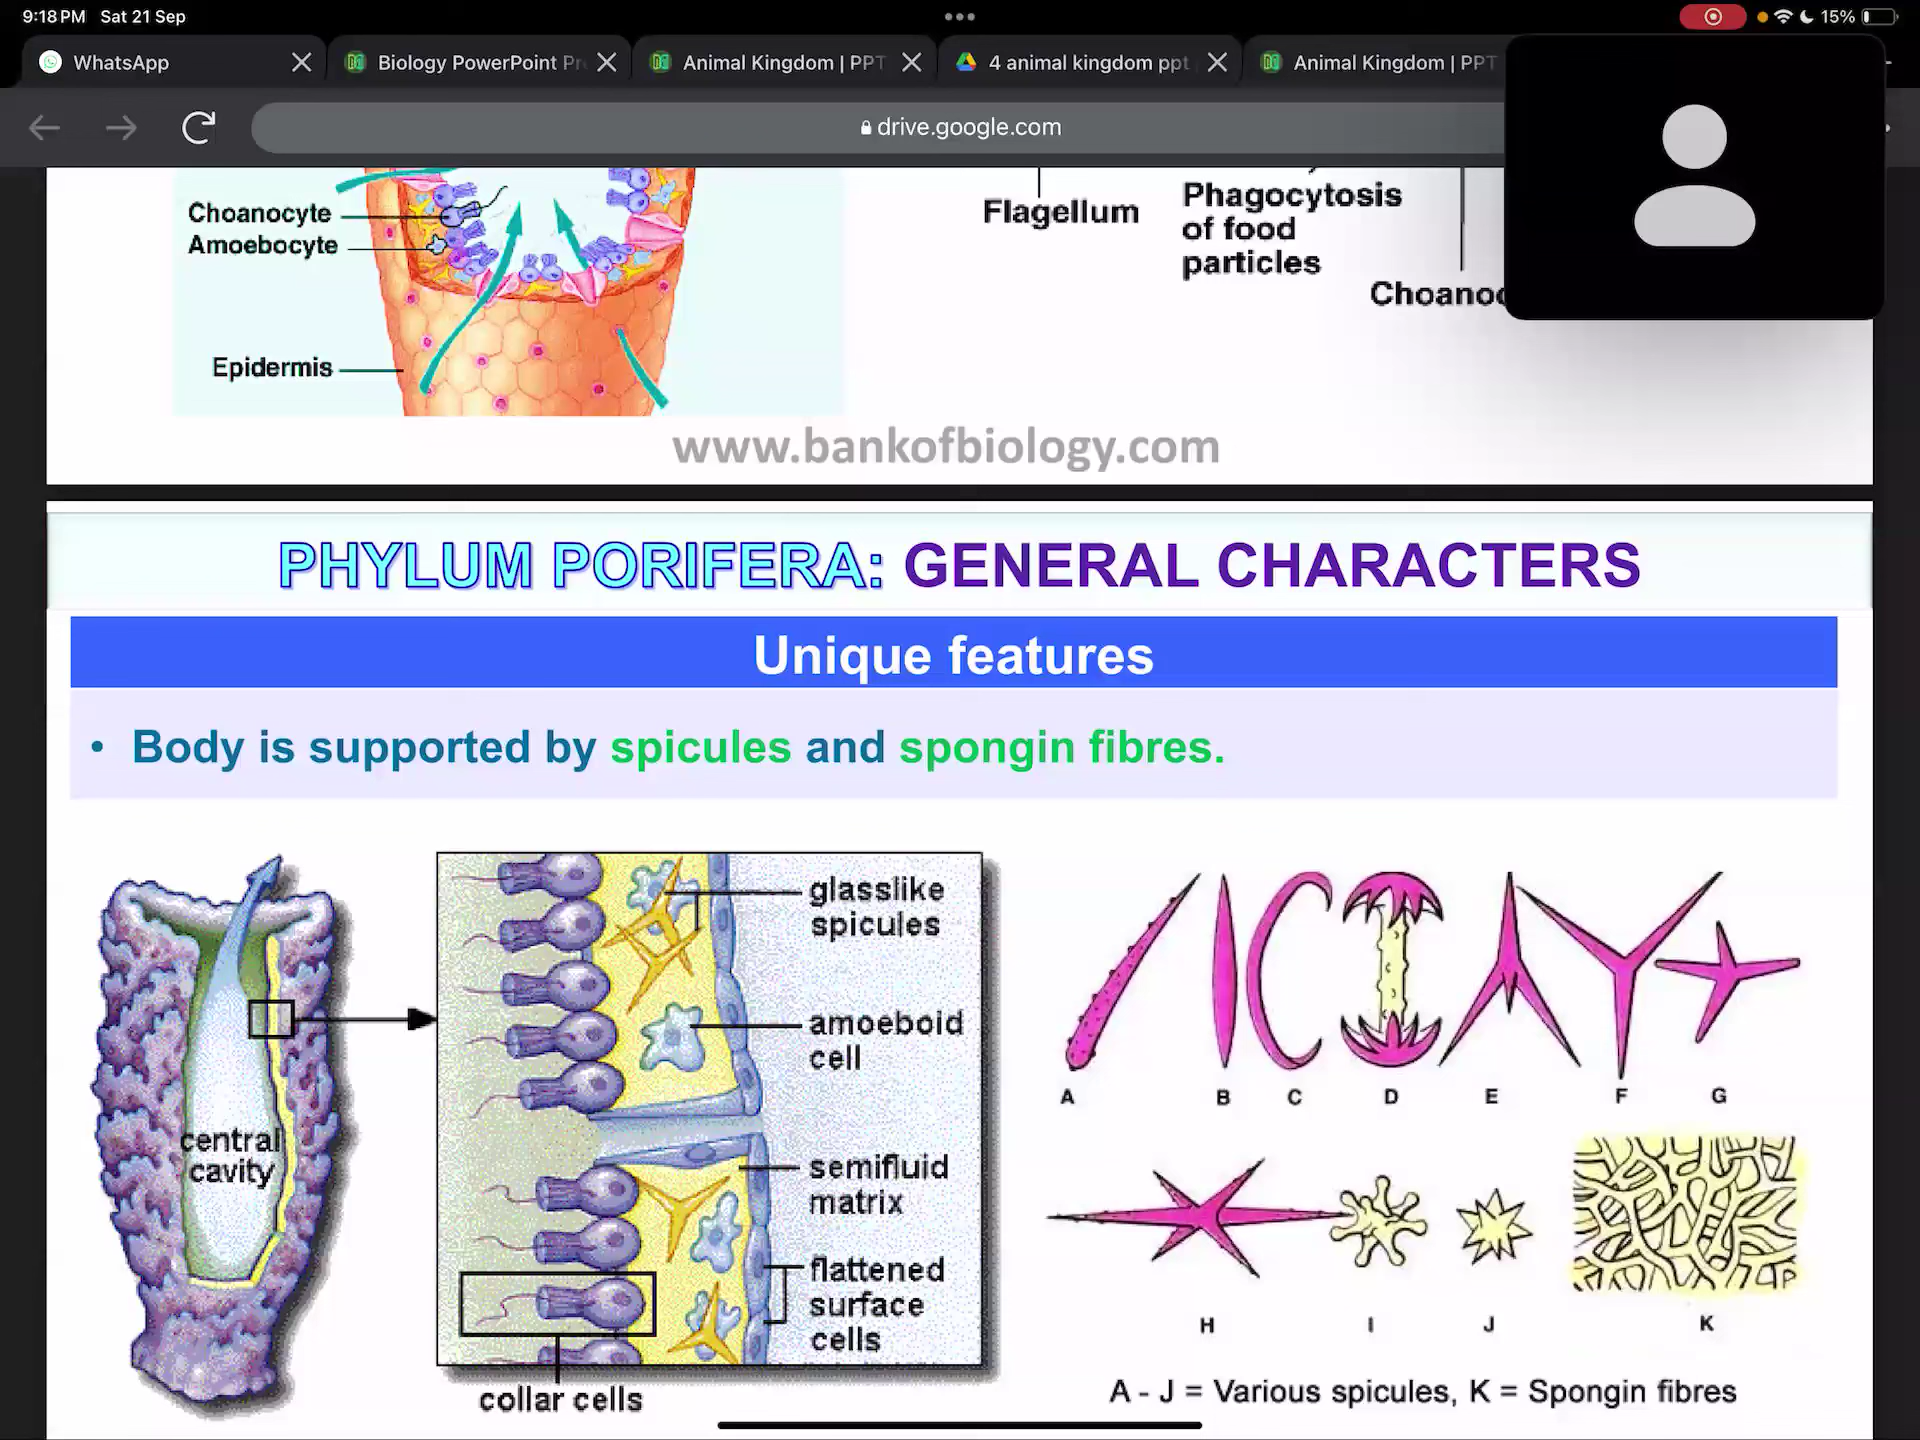 9:18 PM Sat 21 Sep
15%
WhatsApp
Biology PowerPoint Pr
Animal Kingdom | PPT
4 animal kingdom ppt
Animal Kingdom | PPT
drive.google.com
Choanocyte
Amoebocyte
Epidermis
Flagellum
Phagocytosis
of food
particles
Choanoc
www.bankofbiology.com
PHYLUM PORIFERA: GENERAL CHARACTERS
Unique features
• Body is supported by spicules and spongin fibres.
central
cavity
glasslike
spicules
amoeboid
cell
semifluid
matrix
flattened
surface
cells
collar cells
A B C D E F G
H I J K
A - J = Various spicules, K = Spongin fibres